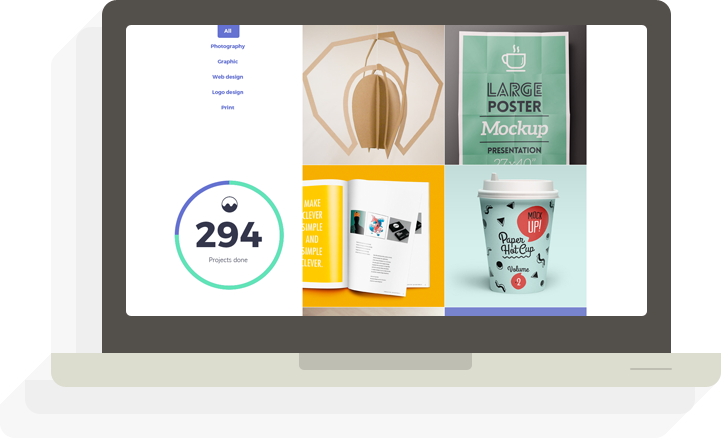 All
Photography
Graphic
Web design
Logo design
Print
294
Projects done
LARGE
POSTER
Mockup
PRESENTATION
27x40"
MAKE
CLEVER
SIMPLE
AND
SIMPLE
CLEVER.
MOCK
UP!
Paper
Hot Cup
Volume
2